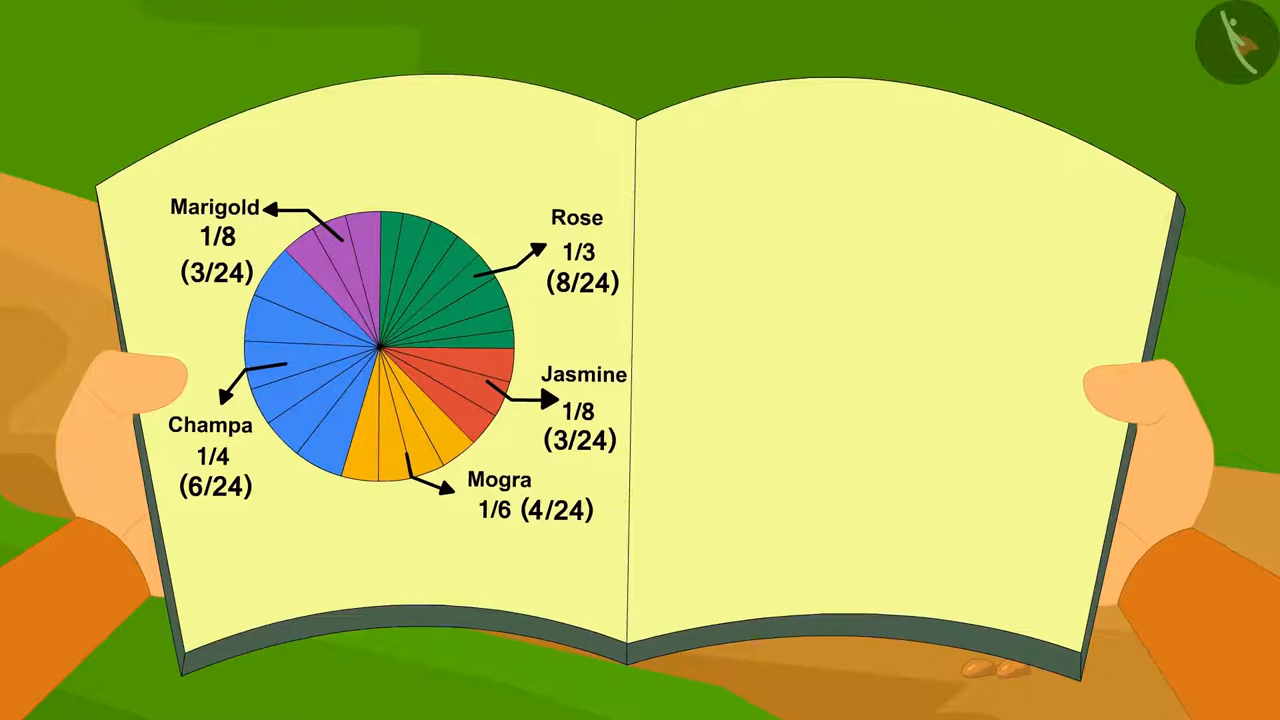 Marigold
1/8
(3/24)
Rose
1/3
(8/24)
Jasmine
1/8
(3/24)
Champa
1/4
(6/24)
Mogra
1/6 (4/24)